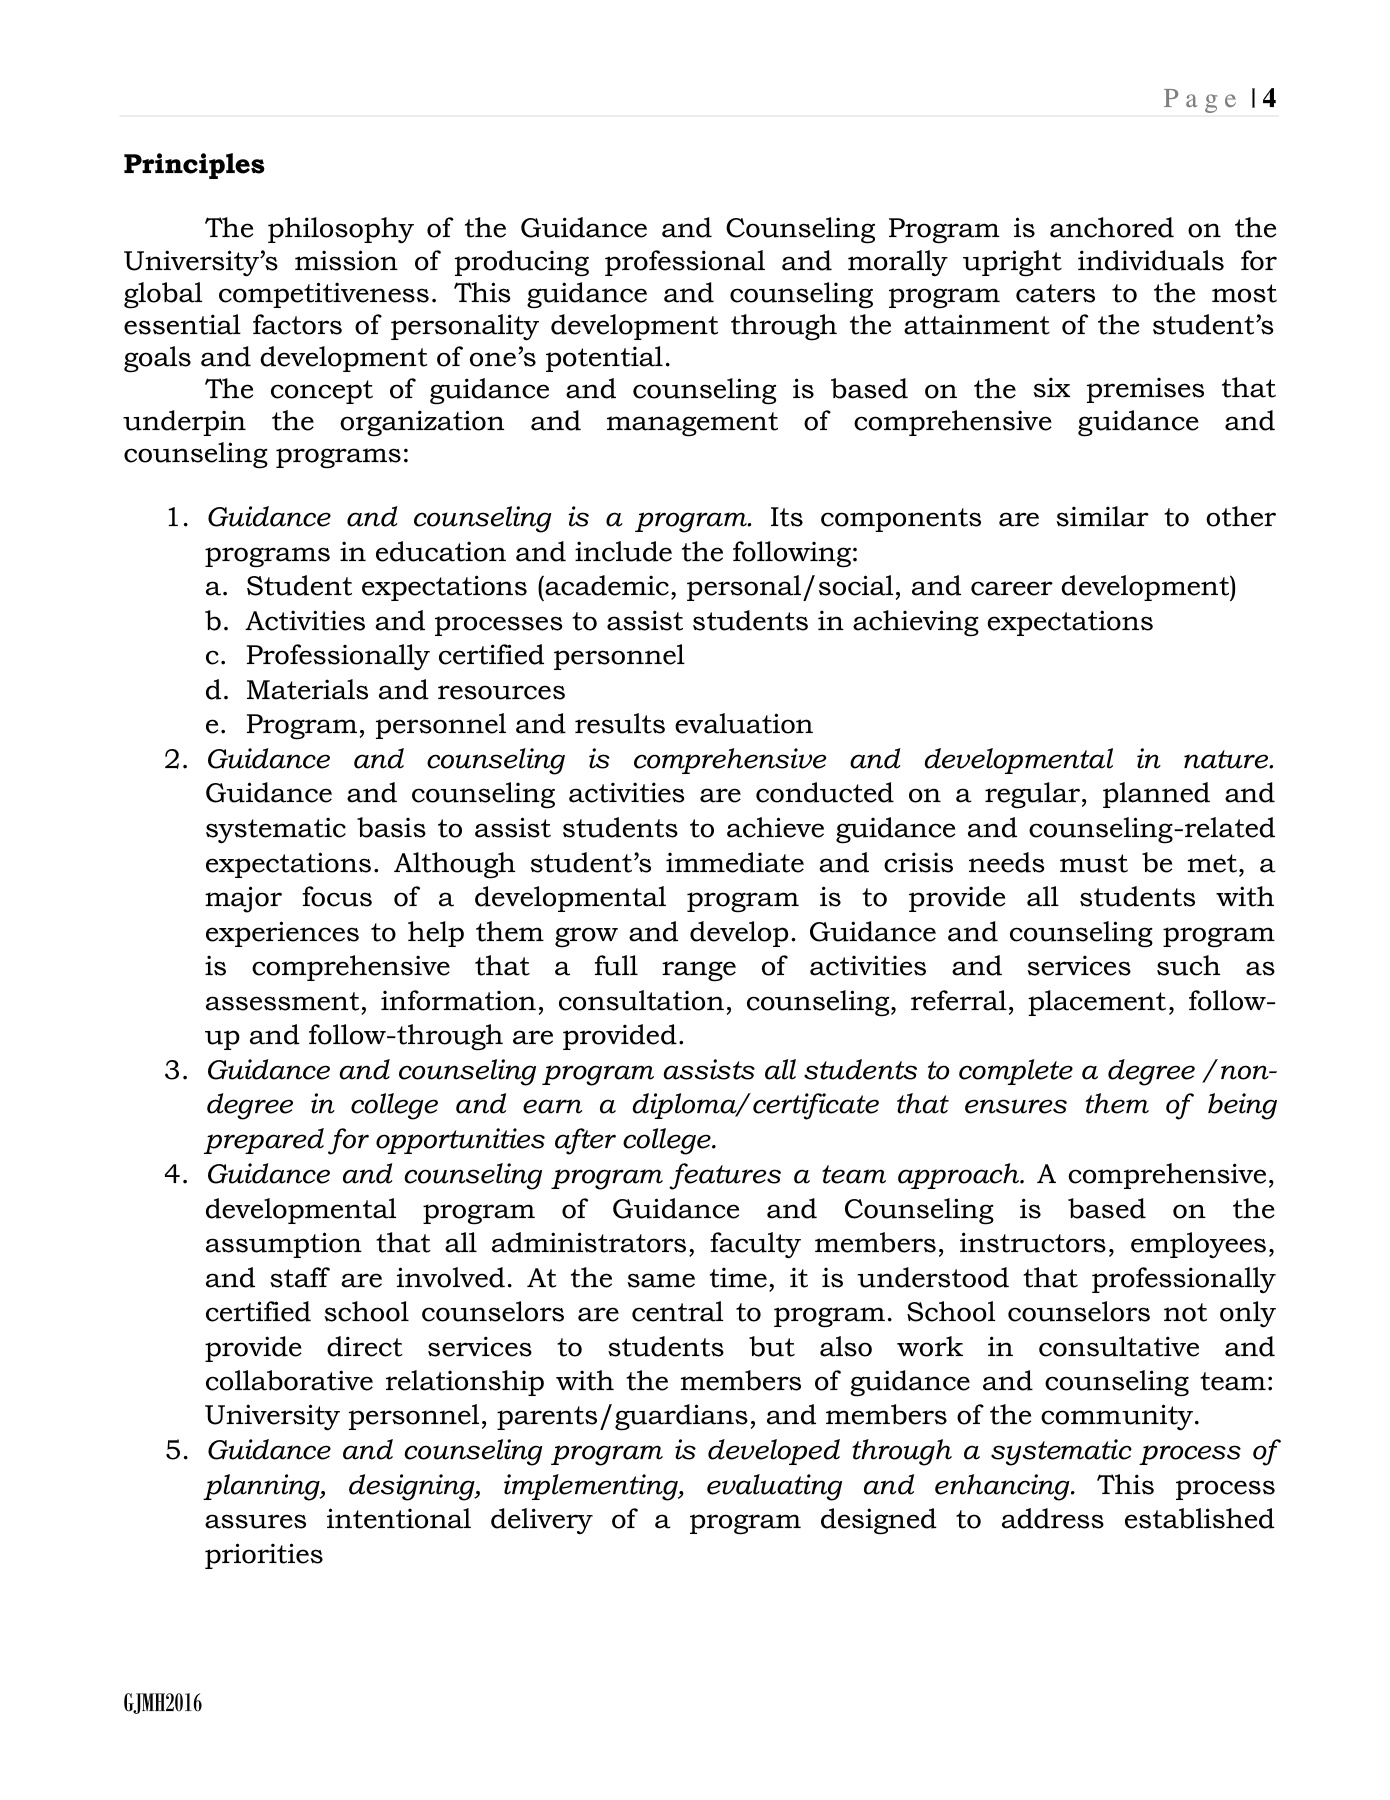 Page | 4
Principles
The philosophy of the Guidance and Counseling Program is anchored on the
University’s mission of producing professional and morally upright individuals for
global competitiveness. This guidance and counseling program caters to the most
essential factors of personality development through the attainment of the student’s
goals and development of one’s potential.
The concept of guidance and counseling is based on the six premises that
underpin the organization and management of comprehensive guidance and
counseling programs:
1. Guidance and counseling is a program. Its components are similar to other
programs in education and include the following:
a. Student expectations (academic, personal/social, and career development)
b. Activities and processes to assist students in achieving expectations
c. Professionally certified personnel
d. Materials and resources
e. Program, personnel and results evaluation
2. Guidance and counseling is comprehensive and developmental in nature.
Guidance and counseling activities are conducted on a regular, planned and
systematic basis to assist students to achieve guidance and counseling-related
expectations. Although student’s immediate and crisis needs must be met, a
major focus of a developmental program is to provide all students with
experiences to help them grow and develop. Guidance and counseling program
is comprehensive that a full range of activities and services such as
assessment, information, consultation, counseling, referral, placement, follow-
up and follow-through are provided.
3. Guidance and counseling program assists all students to complete a degree /non-
degree in college and earn a diploma/certificate that ensures them of being
prepared for opportunities after college.
4. Guidance and counseling program features a team approach. A comprehensive,
developmental program of Guidance and Counseling is based on the
assumption that all administrators, faculty members, instructors, employees,
and staff are involved. At the same time, it is understood that professionally
certified school counselors are central to program. School counselors not only
provide direct services to students but also work in consultative and
collaborative relationship with the members of guidance and counseling team:
University personnel, parents/guardians, and members of the community.
5. Guidance and counseling program is developed through a systematic process of
planning, designing, implementing, evaluating and enhancing. This process
assures intentional delivery of a program designed to address established
priorities
GJMH2016